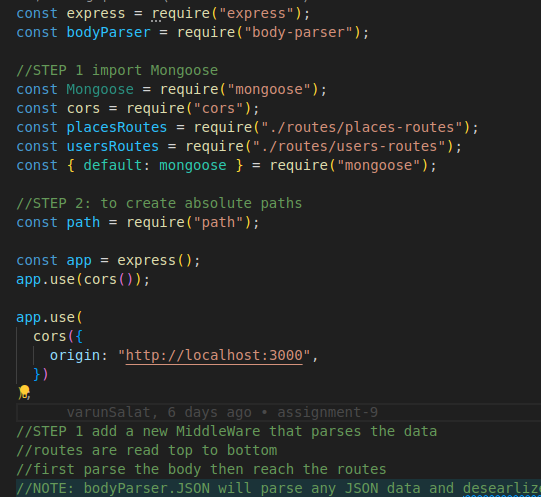 const express = require("express");
const bodyParser = require("body-parser");
//STEP 1 import Mongoose
const Mongoose = require("mongoose");
const cors = require("cors");
const placesRoutes = require("./routes/places-routes");
const usersRoutes = require("./routes/users-routes");
const { default: mongoose } = require("mongoose");
//STEP 2: to create absolute paths
const path = require("path");
const app = express();
app.use(cors());
app.use(
cors({
origin: "http://localhost:3000",
})
);
varunSalat, 6 days ago • assignment-9
//STEP 1 add a new MiddleWare that parses the data
//routes are read top to bottom
//first parse the body then reach the routes
//NOTE: bodyParser.JSON will parse any JSON data and desearlize